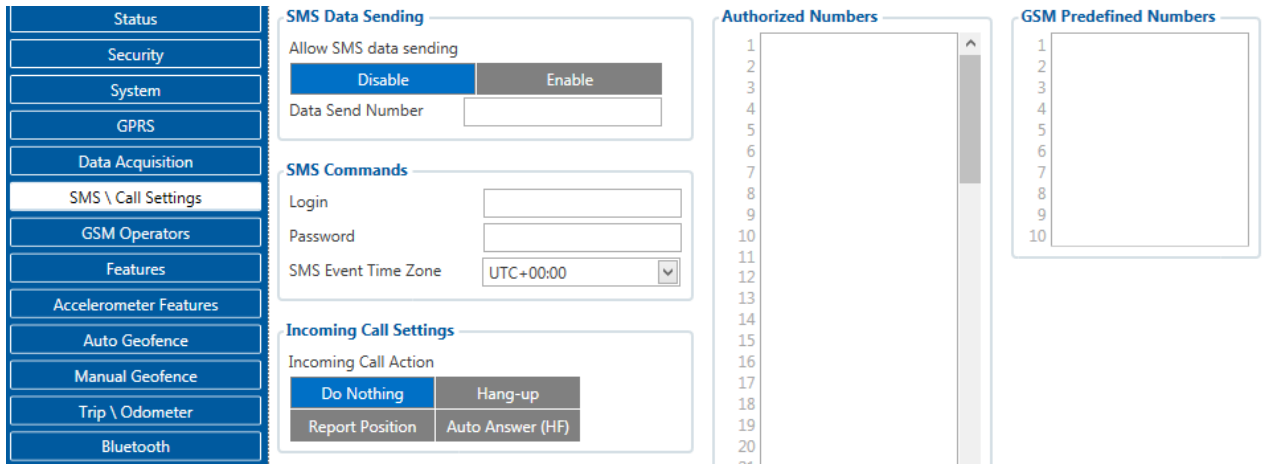 Status
Security
System
GPRS
Data Acquisition
SMS \ Call Settings
GSM Operators
Features
Accelerometer Features
Auto Geofence
Manual Geofence
Trip \ Odometer
Bluetooth
SMS Data Sending
Allow SMS data sending
Disable Enable
Data Send Number
SMS Commands
Login
Password
SMS Event Time Zone UTC+00:00
Incoming Call Settings
Incoming Call Action
Do Nothing Hang-up
Report Position Auto Answer (HF)
Authorized Numbers
1
2
3
4
5
6
7
8
9
10
11
12
13
14
15
16
17
18
19
20
GSM Predefined Numbers
1
2
3
4
5
6
7
8
9
10